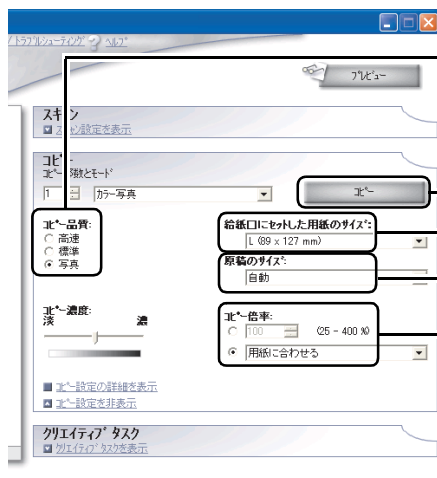 トラブルシューティング ? ヘルプ
プレビュー
スキャン
スキャン設定を表示
コピー
コピー 部数とモード
1 カラー写真
コピー
コピー品質:
高速
標準
写真
給紙口にセットした用紙のサイズ:
L (89 x 127 mm)
原稿のサイズ:
自動
コピー濃度:
淡 濃
コピー倍率:
100 (25 - 400 %)
用紙に合わせる
コピー設定の詳細を表示
コピー設定を非表示
クリエイティブ タスク
クリエイティブ タスクを表示